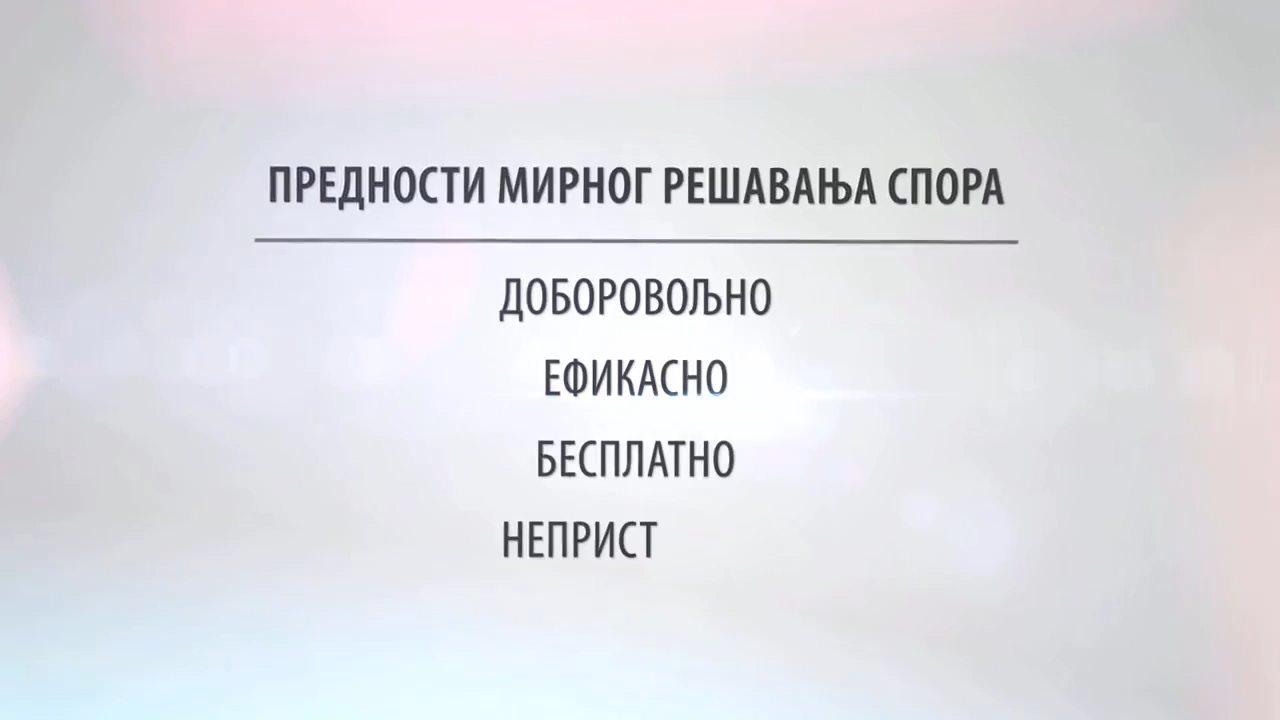 ПРЕДНОСТИ МИРНОГ РЕШАВАЊА СПОРА
ДОБОРОВОЉНО
ЕФИКАСНО
БЕСПЛАТНО
НЕПРИСТ